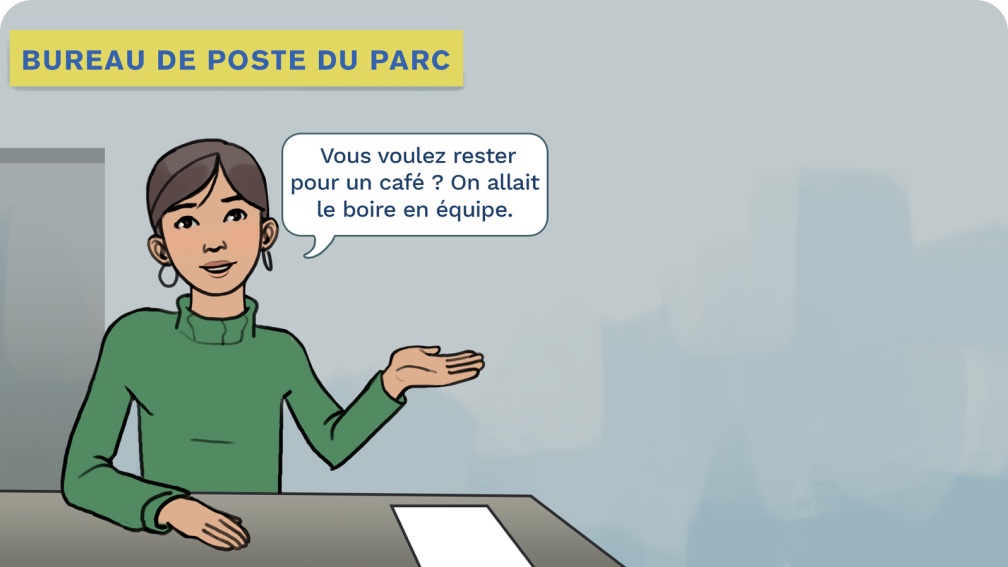 BUREAU DE POSTE DU PARC
Vous voulez rester
pour un café ? On allait
le boire en équipe.